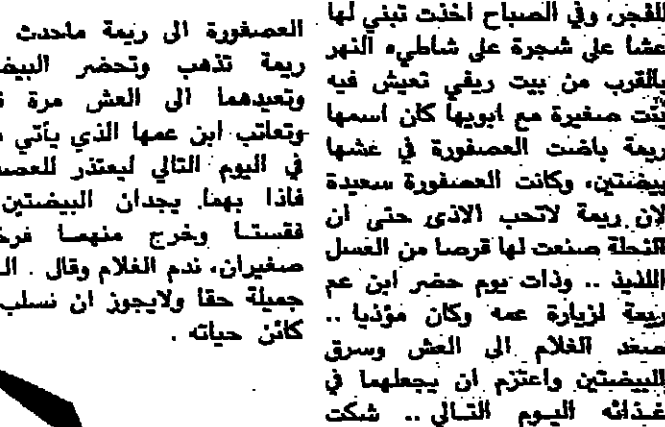 الفجر، وفي الصباح اخذت تبني لها
عشا على شجرة على شاطيء النهر
بالقرب من بيت ريفي تعيش فيه
بنت صغيرة مع ابويها كان اسمها
ريمة باضت العصفورة في عشها
بيضتين، وكانت العصفورة سعيدة
لان ريمة لاتحب الاذى حتى ان
النحلة صنعت لها قرصا من العسل
اللذيذ .. وذات يوم حضر ابن عم
ريمة لزيارة عمه وكان مؤذيا ..
صعد الغلام الى العش وسرق
البيضتين واعتزم ان يجعلهما في
غذائه اليوم التالي .. شكت
العصفورة الى ريمة ماحدث
ريمة تذهب وتحضر
وتعيدهما الى العش مرة
وتعاتب ابن عمها الذي يأتي
في اليوم التالي ليعتذر
فاذا بهما يجدان البيضتين
فقستا وخرج منهما
صغيران، ندم الغلام وقال .
جميلة حقا ولايجوز ان نسلب
كائن حياته .